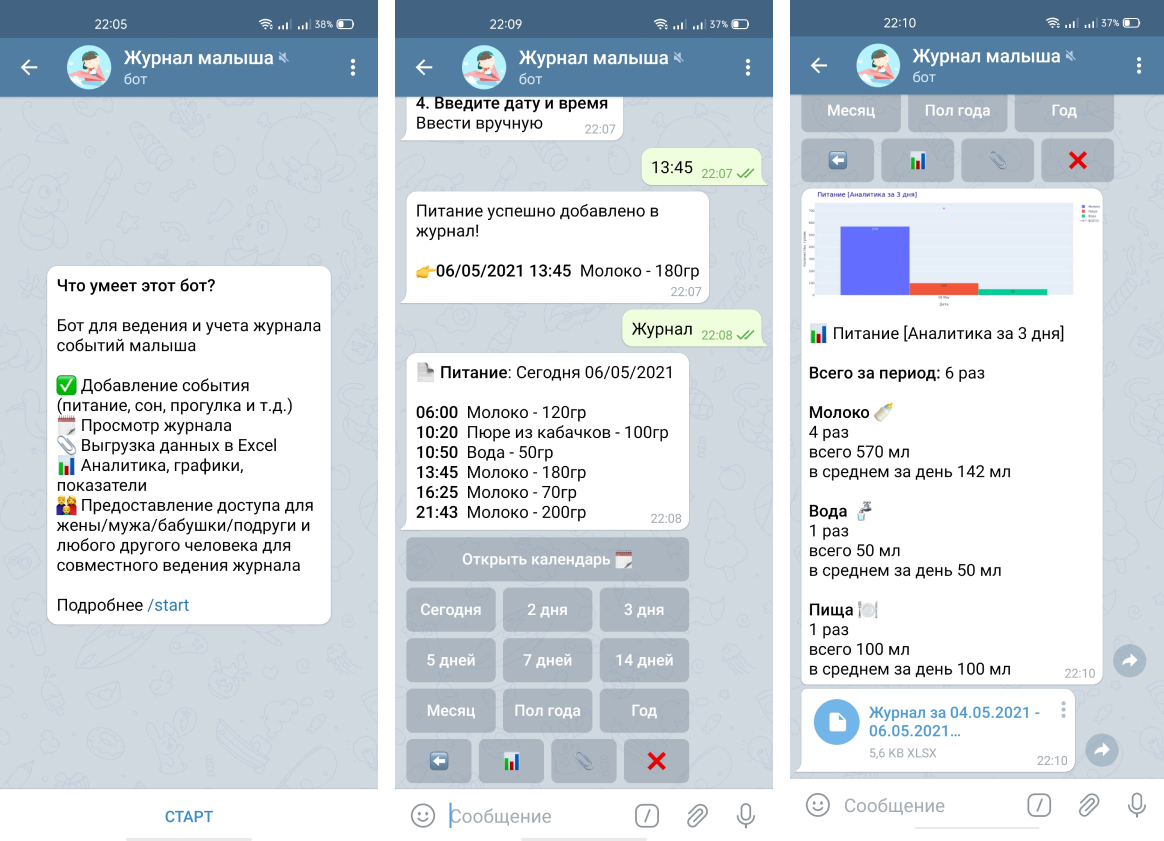 22:05
38%
Журнал малыша
бот
Что умеет этот бот?
Бот для ведения и учета журнала
событий малыша
✅ Добавление события
(питание, сон, прогулка и т.д.)
🗓 Просмотр журнала
📎 Выгрузка данных в Excel
📊 Аналитика, графики,
показатели
👪 Предоставление доступа для
жены/мужа/бабушки/подруги и
любого другого человека для
совместного ведения журнала
Подробнее /start
СТАРТ
22:09
37%
Журнал малыша
бот
4. Введите дату и время
Ввести вручную
22:07
13:45 22:07
Питание успешно добавлено в
журнал!
👉06/05/2021 13:45 Молоко - 180гр
22:07
Журнал 22:08
Питание: Сегодня 06/05/2021
06:00 Молоко - 120гр
10:20 Пюре из кабачков - 100гр
10:50 Вода - 50гр
13:45 Молоко - 180гр
16:25 Молоко - 70гр
21:43 Молоко - 200гр
22:08
Открыть календарь 🗓
Сегодня 2 дня 3 дня
5 дней 7 дней 14 дней
Месяц Пол года Год
Сообщение
22:10
37%
Журнал малыша
бот
Месяц Пол года Год
Питание [Аналитика за 3 дня]
📊 Питание [Аналитика за 3 дня]
Всего за период: 6 раз
Молоко 🍼
4 раз
всего 570 мл
в среднем за день 142 мл
Вода 🚰
1 раз
всего 50 мл
в среднем за день 50 мл
Пища 🍽
1 раз
всего 100 мл
в среднем за день 100 мл
22:10
Журнал за 04.05.2021 -
06.05.2021...
5,6 KB XLSX
22:10
Сообщение